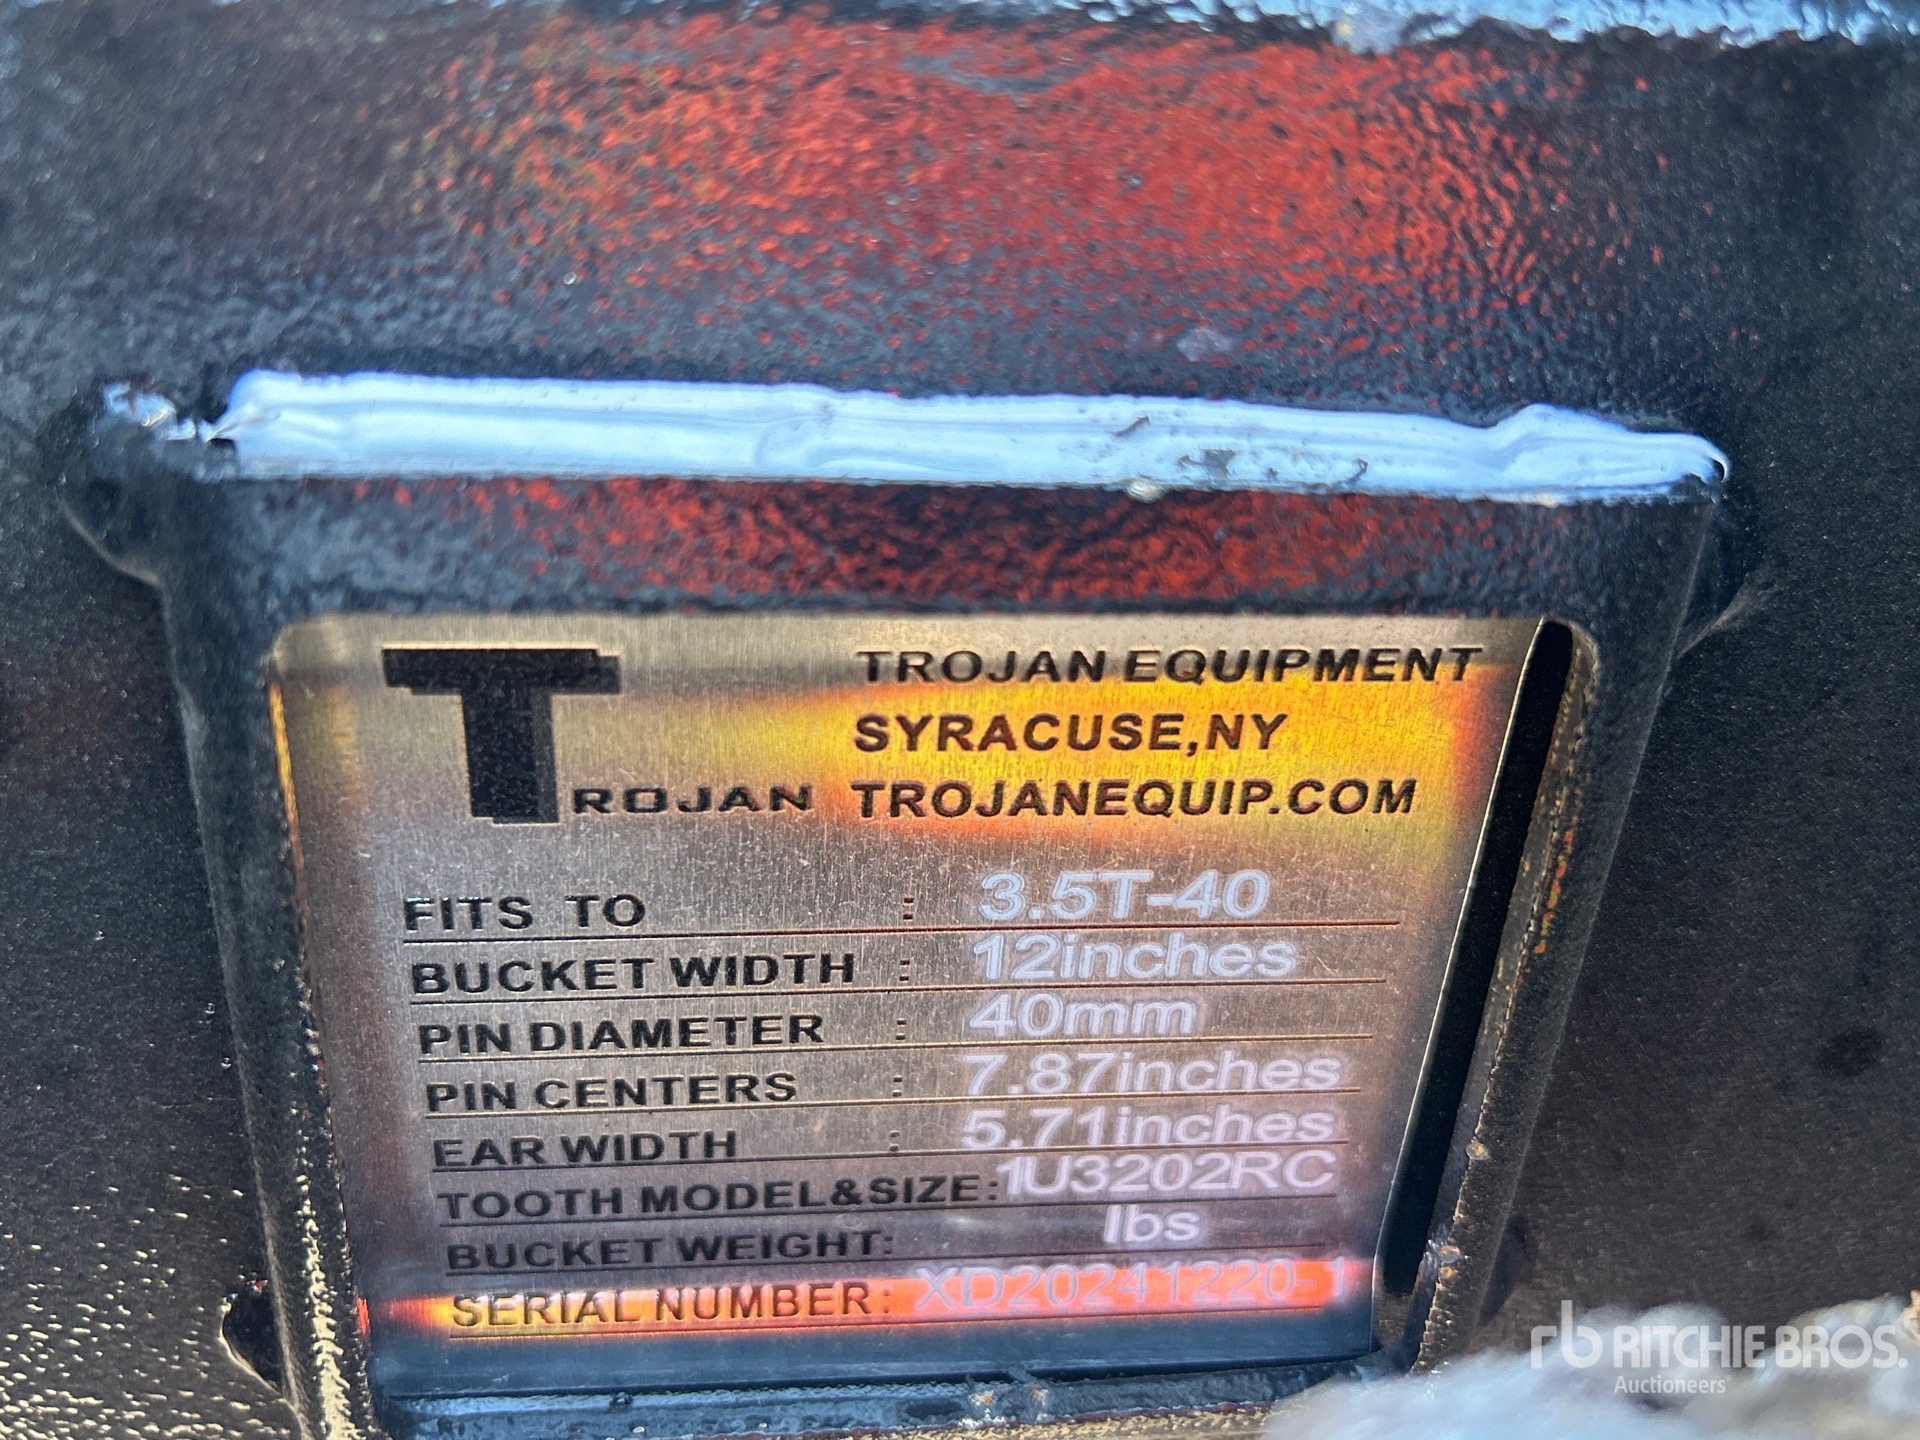 TROJAN
TROJAN EQUIPMENT
SYRACUSE,NY
TROJANEQUIP.COM
FITS TO : 3.5T-40
BUCKET WIDTH : 12inches
PIN DIAMETER : 40mm
PIN CENTERS : 7.87inches
EAR WIDTH : 5.71inches
TOOTH MODEL&SIZE: 1U3202RC
BUCKET WEIGHT: lbs
SERIAL NUMBER: XD20241220-1
rb RITCHIE BROS.
Auctioneers